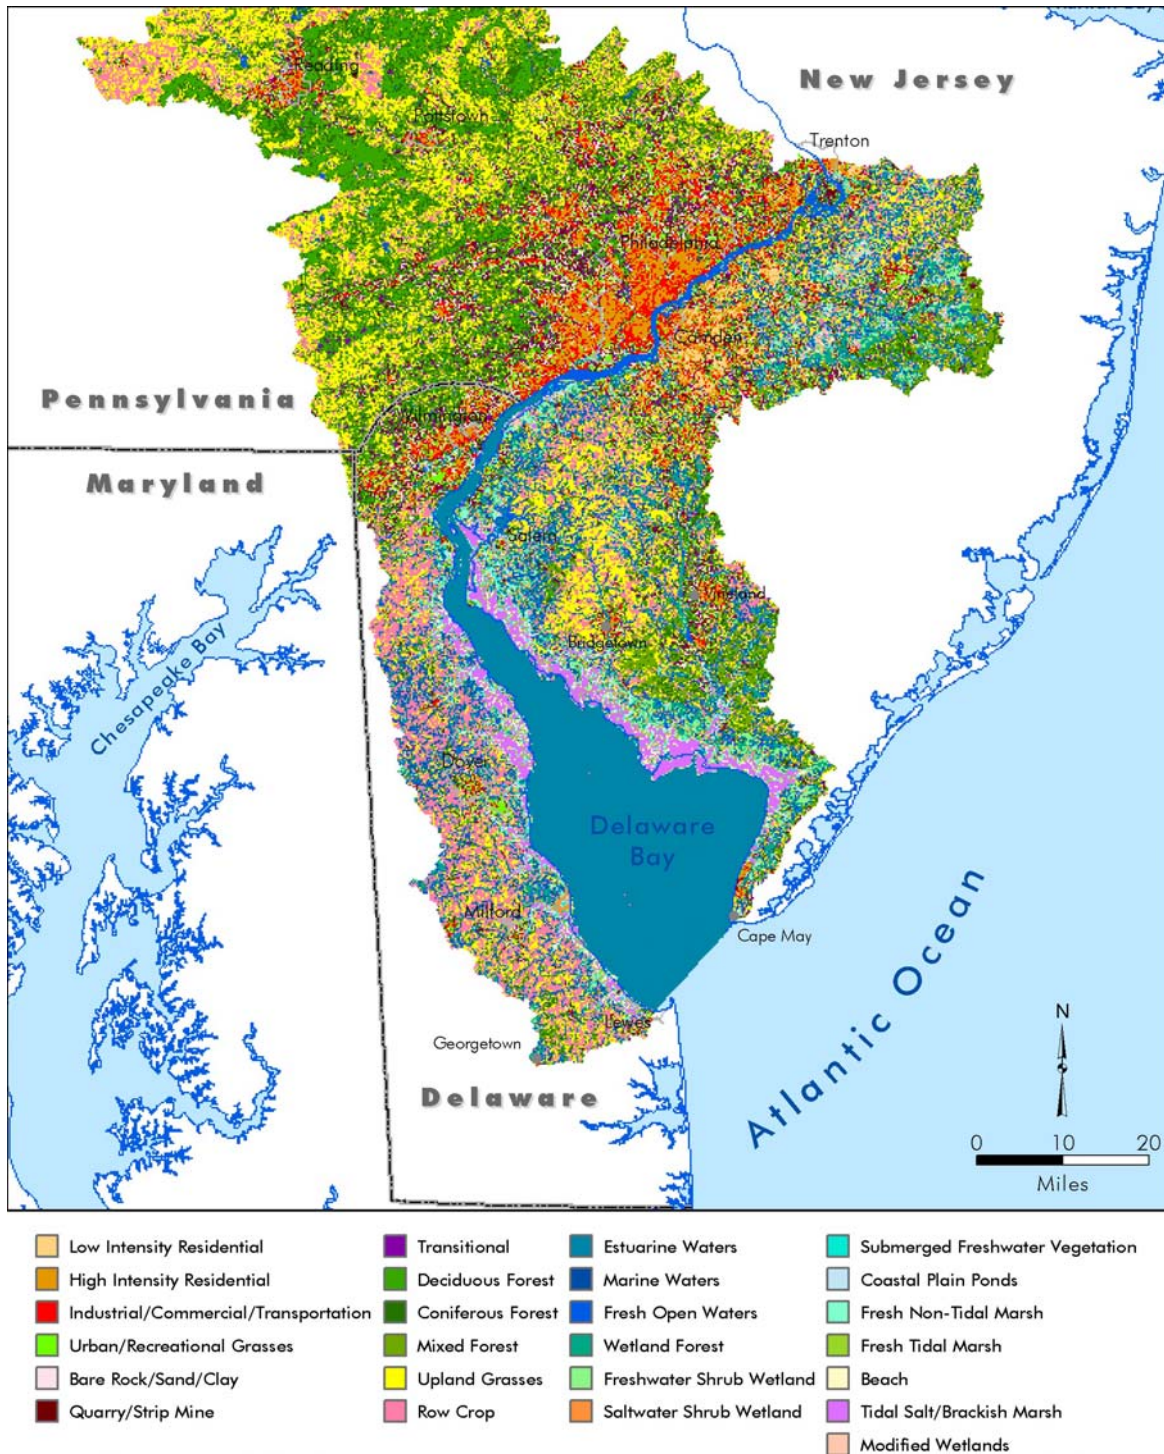 New Jersey
Reading
Pottstown
Trenton
Philadelphia
Camden
Pennsylvania
Wilmington
Maryland
Salem
Vineland
Bridgetown
Chesapeake Bay
Dover
Delaware
Bay
Milford
Cape May
Atlantic Ocean
Lewes
Georgetown
Delaware
N
0 10 20
Miles
Low Intensity Residential
High Intensity Residential
Industrial/Commercial/Transportation
Urban/Recreational Grasses
Bare Rock/Sand/Clay
Quarry/Strip Mine
Transitional
Deciduous Forest
Coniferous Forest
Mixed Forest
Upland Grasses
Row Crop
Estuarine Waters
Marine Waters
Fresh Open Waters
Wetland Forest
Freshwater Shrub Wetland
Saltwater Shrub Wetland
Submerged Freshwater Vegetation
Coastal Plain Ponds
Fresh Non-Tidal Marsh
Fresh Tidal Marsh
Beach
Tidal Salt/Brackish Marsh
Modified Wetlands